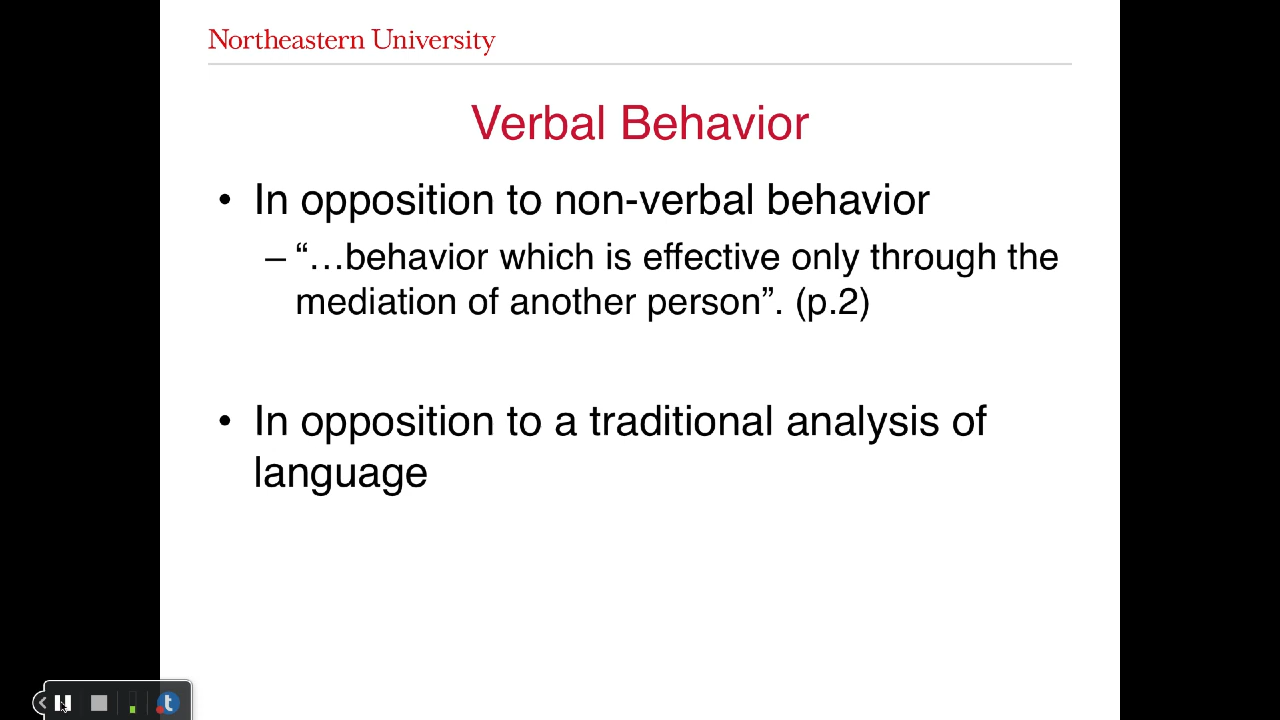 Northeastern University
Verbal Behavior
• In opposition to non-verbal behavior
– “…behavior which is effective only through the
mediation of another person”. (p.2)
• In opposition to a traditional analysis of
language
t